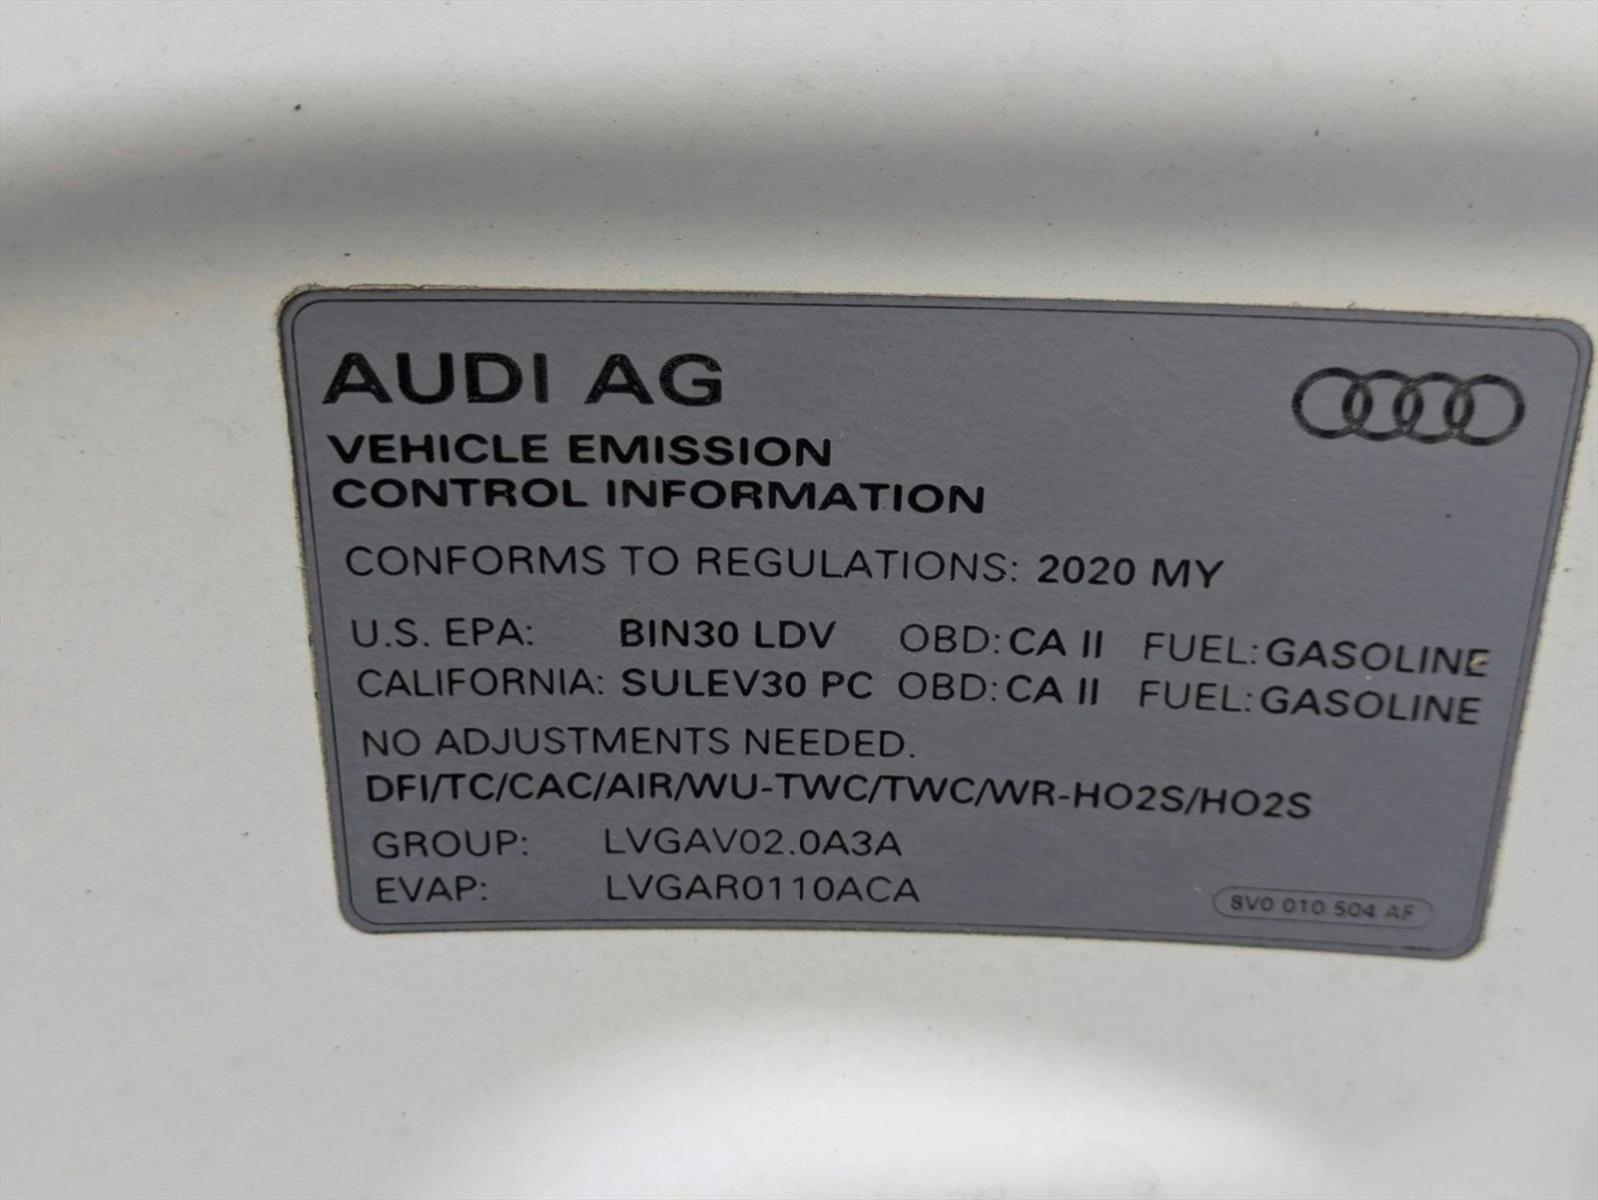 AUDI AG
VEHICLE EMISSION
CONTROL INFORMATION
CONFORMS TO REGULATIONS: 2020 MY
U.S. EPA: BIN30 LDV OBD: CA II FUEL: GASOLINE
CALIFORNIA: SULEV30 PC OBD: CA II FUEL: GASOLINE
NO ADJUSTMENTS NEEDED.
DFI/TC/CAC/AIR/WU-TWC/TWC/WR-HO2S/HO2S
GROUP: LVGAV02.0A3A
EVAP: LVGAR0110ACA
8V0 010 504 AF